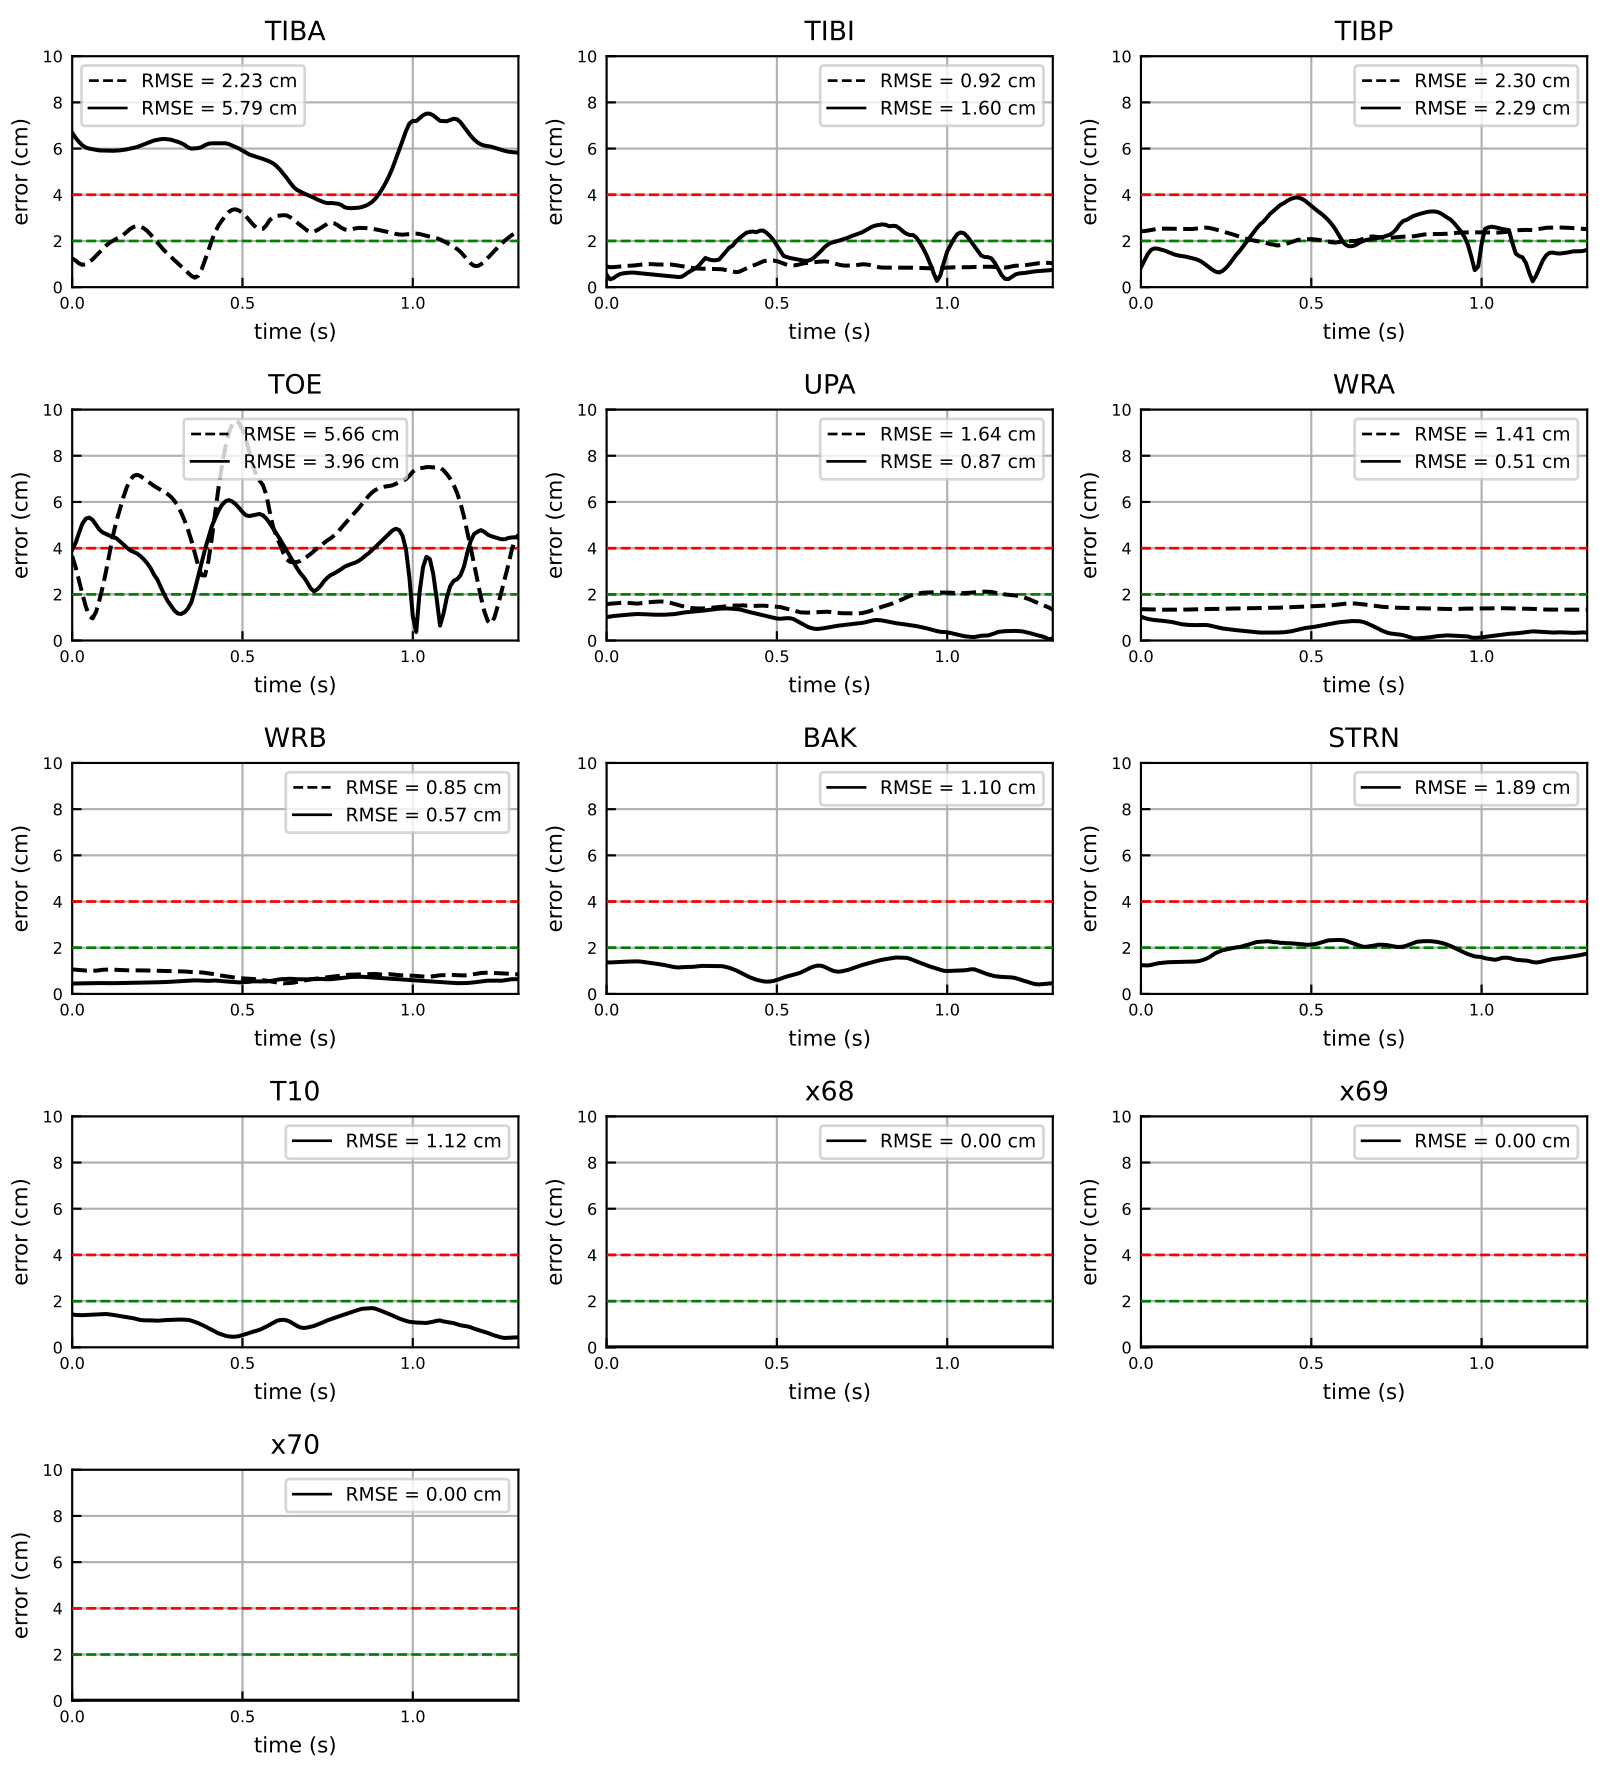 TIBA
10
8
6
4
2
0
error (cm)
RMSE = 2.23 cm
RMSE = 5.79 cm
0.0 0.5 1.0
time (s)
TIBI
10
8
6
4
2
0
error (cm)
RMSE = 0.92 cm
RMSE = 1.60 cm
0.0 0.5 1.0
time (s)
TIBP
10
8
6
4
2
0
error (cm)
RMSE = 2.30 cm
RMSE = 2.29 cm
0.0 0.5 1.0
time (s)
TOE
10
8
6
4
2
0
error (cm)
RMSE = 5.66 cm
RMSE = 3.96 cm
0.0 0.5 1.0
time (s)
UPA
10
8
6
4
2
0
error (cm)
RMSE = 1.64 cm
RMSE = 0.87 cm
0.0 0.5 1.0
time (s)
WRA
10
8
6
4
2
0
error (cm)
RMSE = 1.41 cm
RMSE = 0.51 cm
0.0 0.5 1.0
time (s)
WRB
10
8
6
4
2
0
error (cm)
RMSE = 0.85 cm
RMSE = 0.57 cm
0.0 0.5 1.0
time (s)
BAK
10
8
6
4
2
0
error (cm)
RMSE = 1.10 cm
0.0 0.5 1.0
time (s)
STRN
10
8
6
4
2
0
error (cm)
RMSE = 1.89 cm
0.0 0.5 1.0
time (s)
T10
10
8
6
4
2
0
error (cm)
RMSE = 1.12 cm
0.0 0.5 1.0
time (s)
x68
10
8
6
4
2
0
error (cm)
RMSE = 0.00 cm
0.0 0.5 1.0
time (s)
x69
10
8
6
4
2
0
error (cm)
RMSE = 0.00 cm
0.0 0.5 1.0
time (s)
x70
10
8
6
4
2
0
error (cm)
RMSE = 0.00 cm
0.0 0.5 1.0
time (s)